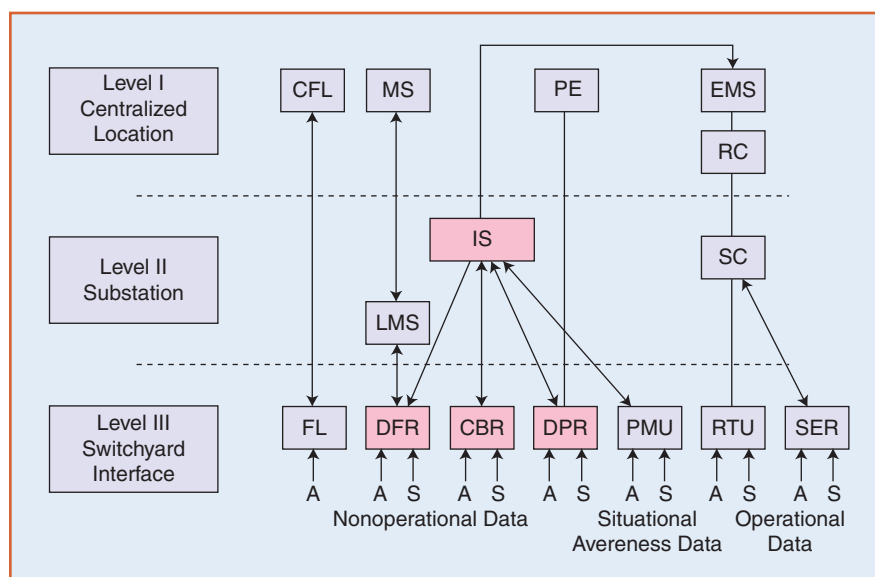 Level I
Centralized
Location
CFL
MS
PE
EMS
RC
Level II
Substation
IS
SC
LMS
Level III
Switchyard
Interface
FL
DFR
CBR
DPR
PMU
RTU
SER
A
A S
A S
A S
A S
A S
A S
Nonoperational Data
Situational
Avereness Data
Operational
Data